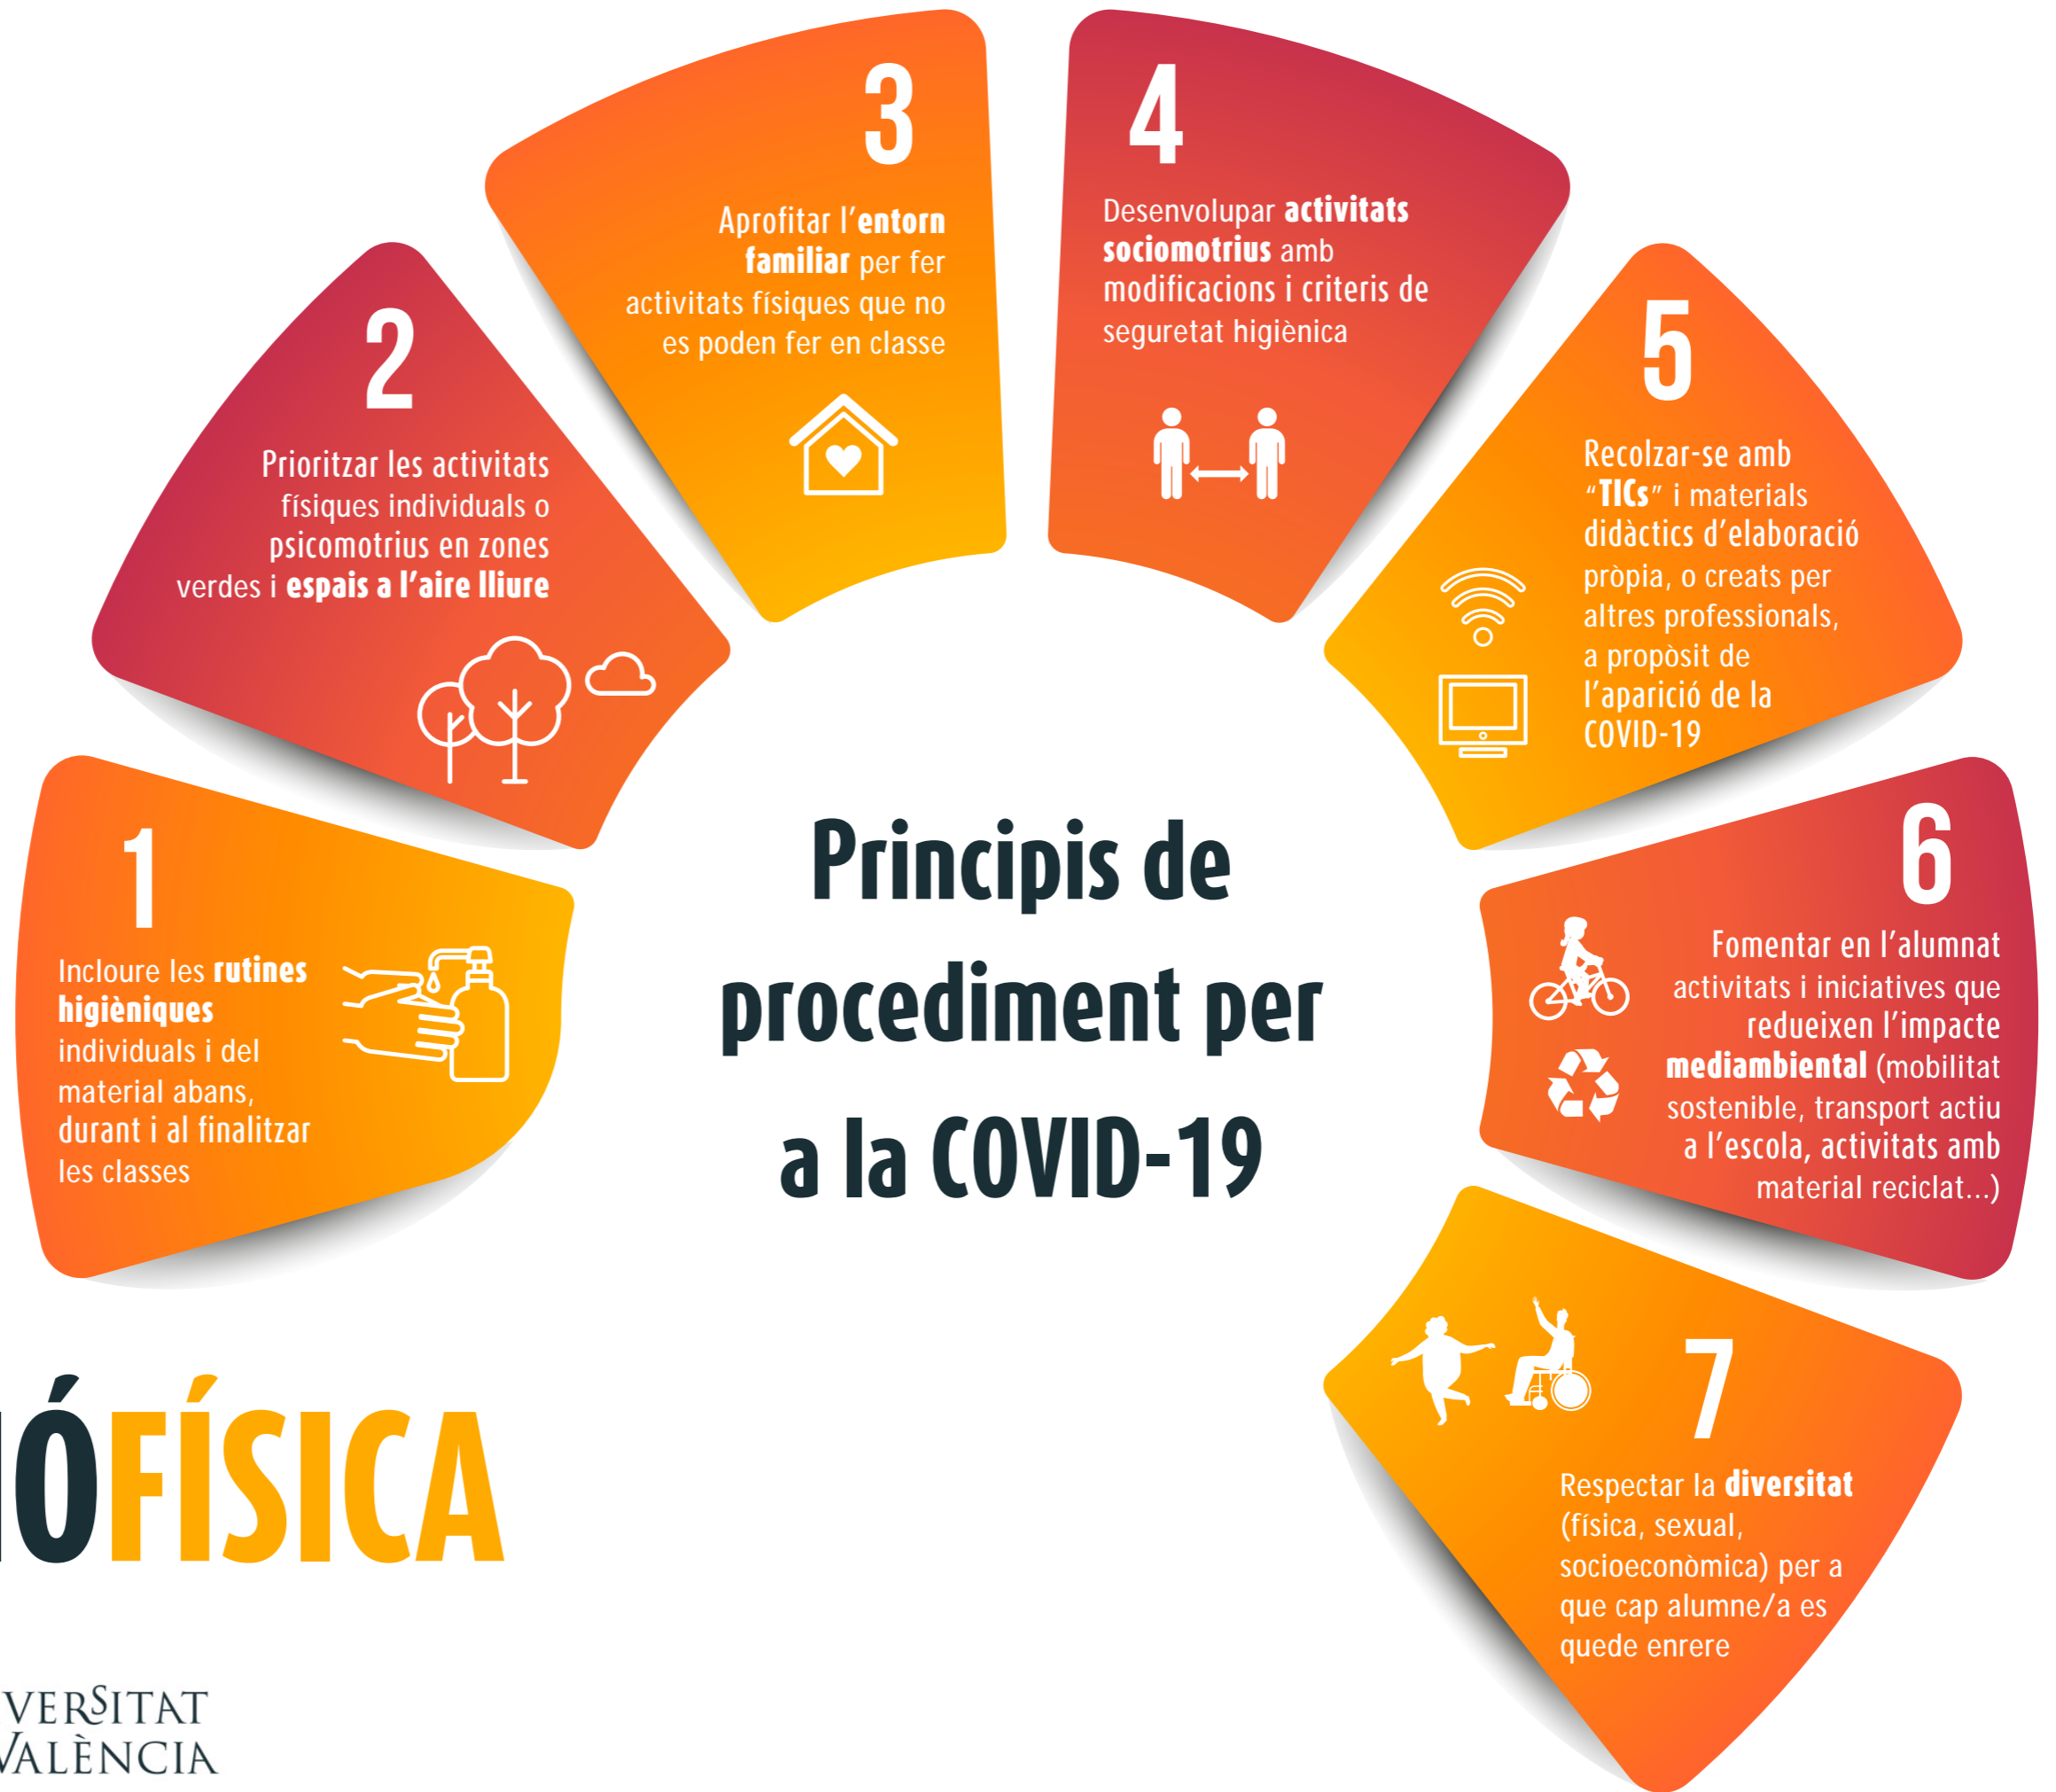 1
Incloure les rutines
higièniques
individuals i del
material abans,
durant i al finalitzar
les classes
2
Prioritzar les activitats
físiques individuals o
psicomotrius en zones
verdes i espais a l'aire lliure
3
Aprofitar l'entorn
familiar per fer
activitats físiques que no
es poden fer en classe
4
Desenvolupar activitats
sociomotrius amb
modificacions i criteris de
seguretat higiènica
5
Recolzar-se amb
"TICs" i materials
didàctics d'elaboració
pròpia, o creats per
altres professionals,
a propòsit de
l'aparició de la
COVID-19
6
Fomentar en l'alumnat
activitats i iniciatives que
redueixen l'impacte
mediambiental (mobilitat
sostenible, transport actiu
a l'escola, activitats amb
material reciclat...)
7
Respectar la diversitat
(física, sexual,
socioeconòmica) per a
que cap alumne/a es
quede enrere
Principis de
procediment per
a la COVID-19
ÓFÍSICA
VERSITAT
VALÈNCIA